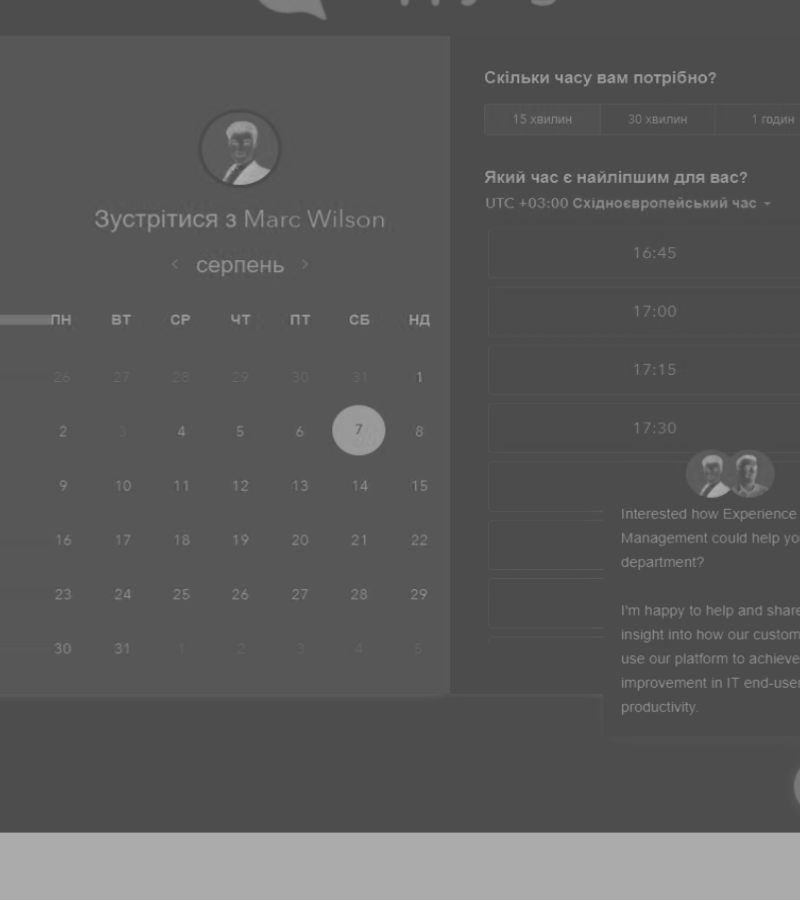 Зустрітися з Marc Wilson
< серпень >
ПН ВТ СР ЧТ ПТ СБ НД
26 27 28 29 30 31 1
2 3 4 5 6 7 8
9 10 11 12 13 14 15
16 17 18 19 20 21 22
23 24 25 26 27 28 29
30 31 1 2 3 4 5
Скільки часу вам потрібно?
15 хвилин 30 хвилин 1 годин
Який час є найліпшим для вас?
UTC +03:00 Східноєвропейський час
16:45
17:00
17:15
17:30
Interested how Experience
Management could help yo
department?
I'm happy to help and share
insight into how our custom
use our platform to achieve
improvement in IT end-user
productivity.